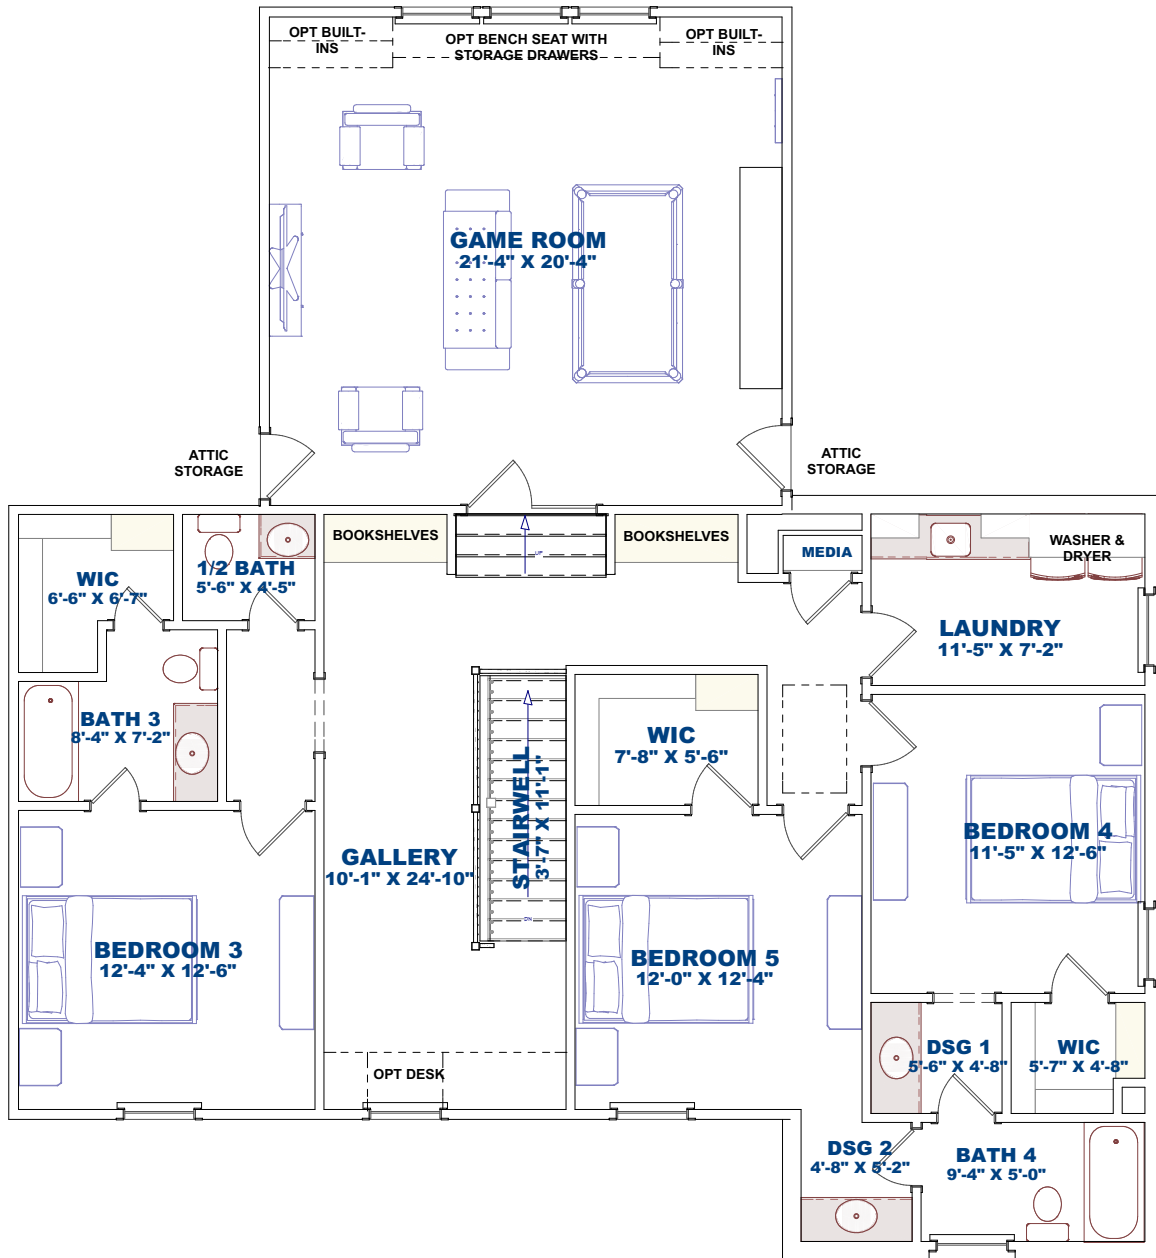 OPT BUILT-
INS
OPT BENCH SEAT WITH
STORAGE DRAWERS
OPT BUILT-
INS
GAME ROOM
21'-4" X 20'-4"
ATTIC
STORAGE
ATTIC
STORAGE
BOOKSHELVES
UP
BOOKSHELVES
MEDIA
WASHER &
DRYER
WIC
6'-6" X 6'-7"
1/2 BATH
5'-6" X 4'-5"
LAUNDRY
11'-5" X 7'-2"
BATH 3
8'-4" X 7'-2"
WIC
7'-8" X 5'-6"
STAIRWELL
3'-7" X 11'-1"
DN
GALLERY
10'-1" X 24'-10"
BEDROOM 4
11'-5" X 12'-6"
BEDROOM 3
12'-4" X 12'-6"
BEDROOM 5
12'-0" X 12'-4"
OPT DESK
DSG 1
5'-6" X 4'-8"
WIC
5'-7" X 4'-8"
DSG 2
4'-8" X 5'-2"
BATH 4
9'-4" X 5'-0"